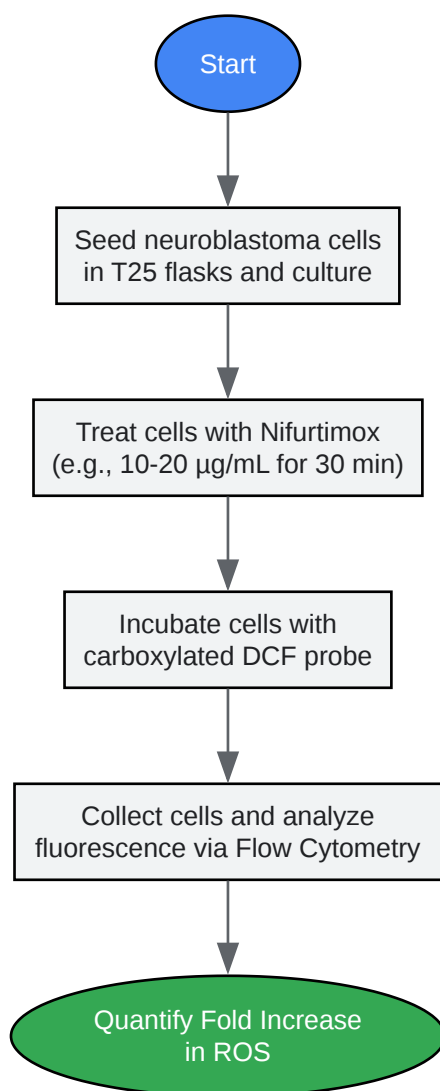 Start
Seed neuroblastoma cells
in T25 flasks and culture
Treat cells with Nifurtimox
(e.g., 10-20 µg/mL for 30 min)
Incubate cells with
carboxylated DCF probe
Collect cells and analyze
fluorescence via Flow Cytometry
Quantify Fold Increase
in ROS